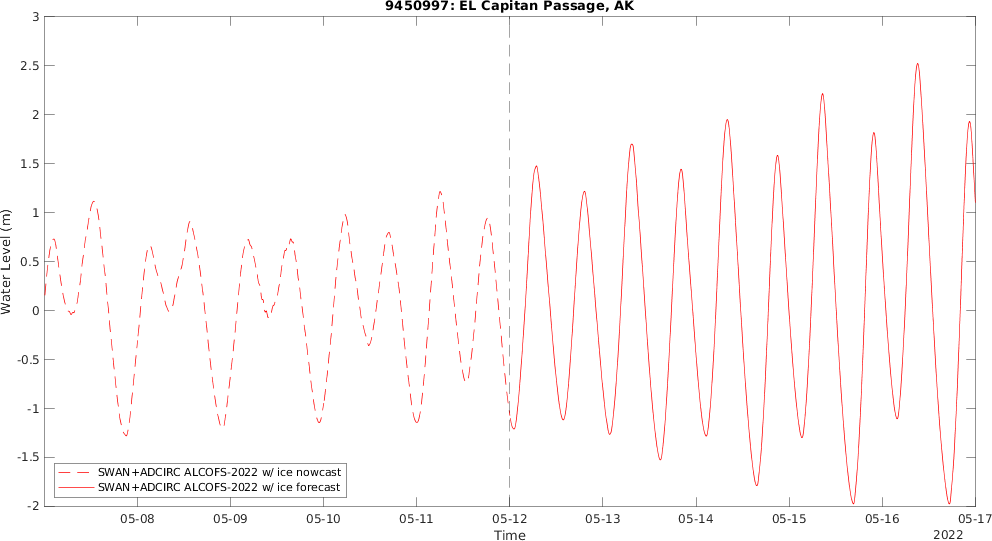 9450997: EL Capitan Passage, AK
3
2.5
2
1.5
1
0.5
0
-0.5
-1
-1.5
-2
Water Level (m)
SWAN+ADCIRC ALCOFS-2022 w/ ice nowcast
SWAN+ADCIRC ALCOFS-2022 w/ ice forecast
05-08 05-09 05-10 05-11 05-12 05-13 05-14 05-15 05-16 05-17
Time
2022